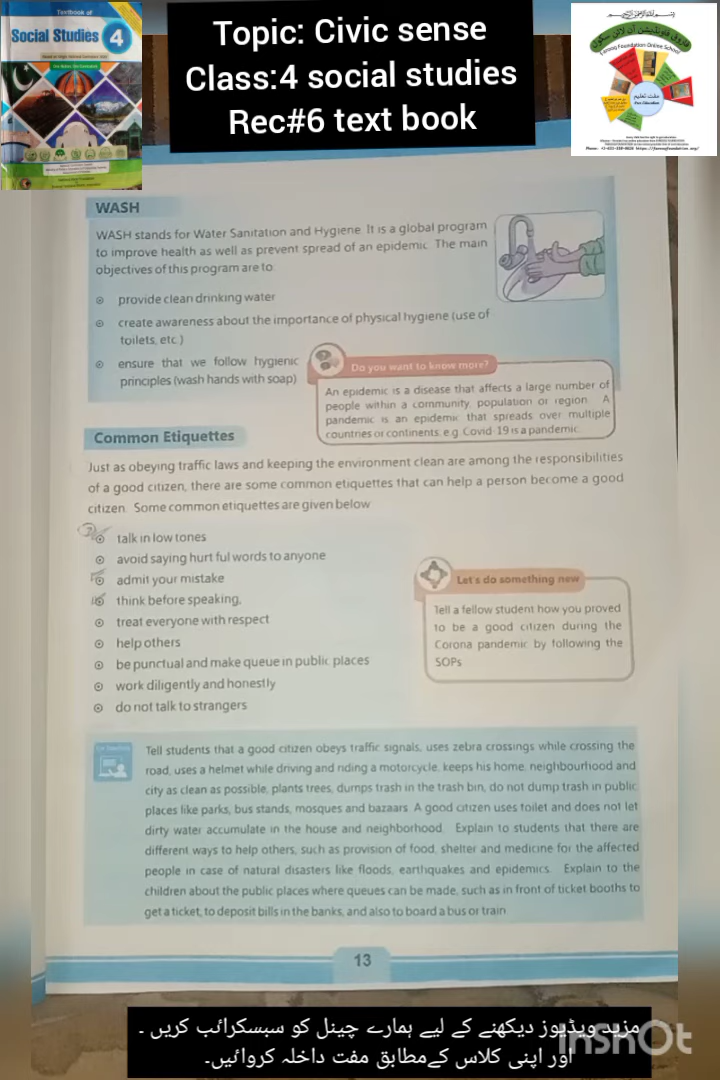 Textbook of
Social Studies 4
Topic: Civic sense
Class:4 social studies
Rec#6 text book
فاروق فاؤنڈیشن آن لائن سکول
Farooq Foundation Online School
مفت تعلیم
WASH
WASH stands for Water Sanitation and Hygiene. It is a global program
to improve health as well as prevent spread of an epidemic. The main
objectives of this program are to:
provide clean drinking water
create awareness about the importance of physical hygiene (use of
toilets, etc.)
ensure that we follow hygienic
principles (wash hands with soap)
Do you want to know more?
An epidemic is a disease that affects a large number of
people within a community, population or region. A
pandemic is an epidemic that spreads over multiple
countries or continents. e.g. Covid-19 is a pandemic.
Common Etiquettes
Just as obeying traffic laws and keeping the environment clean are among the responsibilities
of a good citizen, there are some common etiquettes that can help a person become a good
citizen. Some common etiquettes are given below
talk in low tones
avoid saying hurt ful words to anyone
admit your mistake
think before speaking,
treat everyone with respect
help others
be punctual and make queue in public places
work diligently and honestly
do not talk to strangers
Let's do something new
Tell a fellow student how you proved
to be a good citizen during the
Corona pandemic by following the
SOPs
For Teachers
Tell students that a good citizen obeys traffic signals, uses zebra crossings while crossing the
road, uses a helmet while driving and riding a motorcycle, keeps his home, neighbourhood and
city as clean as possible, plants trees, dumps trash in the trash bin, do not dump trash in public
places like parks, bus stands, mosques and bazaars. A good citizen uses toilet and does not let
dirty water accumulate in the house and neighborhood. Explain to students that there are
different ways to help others, such as provision of food, shelter and medicine for the affected
people in case of natural disasters like floods, earthquakes and epidemics. Explain to the
children about the public places where queues can be made, such as in front of ticket booths to
get a ticket, to deposit bills in the banks, and also to board a bus or train
13
مزید ویڈیوز دیکھنے کے لیے ہمارے چینل کو سبسکرائب کریں ۔
اور اپنی کلاس کےمطابق مفت داخلہ کروائیں۔
InShOt